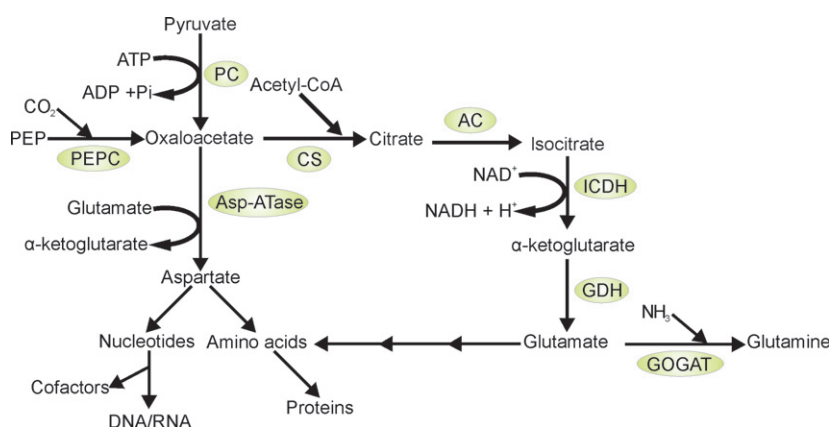 Pyruvate
ATP
PC
ADP +Pi
Acetyl-CoA
CO₂
AC
PEP
Oxaloacetate
Citrate
Isocitrate
PEPC
CS
NAD⁺
ICDH
Glutamate
Asp-ATase
NADH + H⁺
α-ketoglutarate
α-ketoglutarate
Aspartate
GDH
NH₃
Nucleotides
Amino acids
Glutamate
Glutamine
GOGAT
Cofactors
Proteins
DNA/RNA